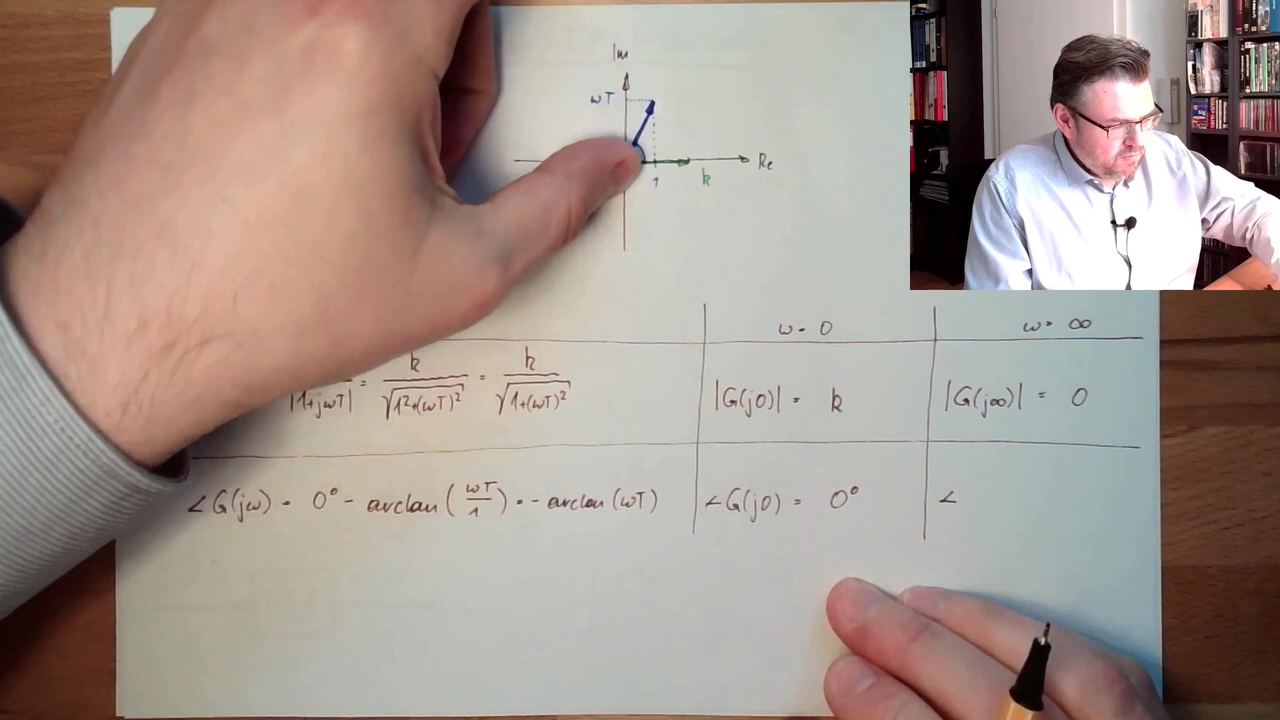 Im
ωT
Re
1
k
ω = 0
ω = ∞
k / |1+jωT| = k / √(1²+(ωT)²) = k / √(1+(ωT)²)
|G(j0)| = k
|G(j∞)| = 0
∠G(jω) = 0° - arctan(ωT/1) = - arctan(ωT)
∠G(j0) = 0°
∠